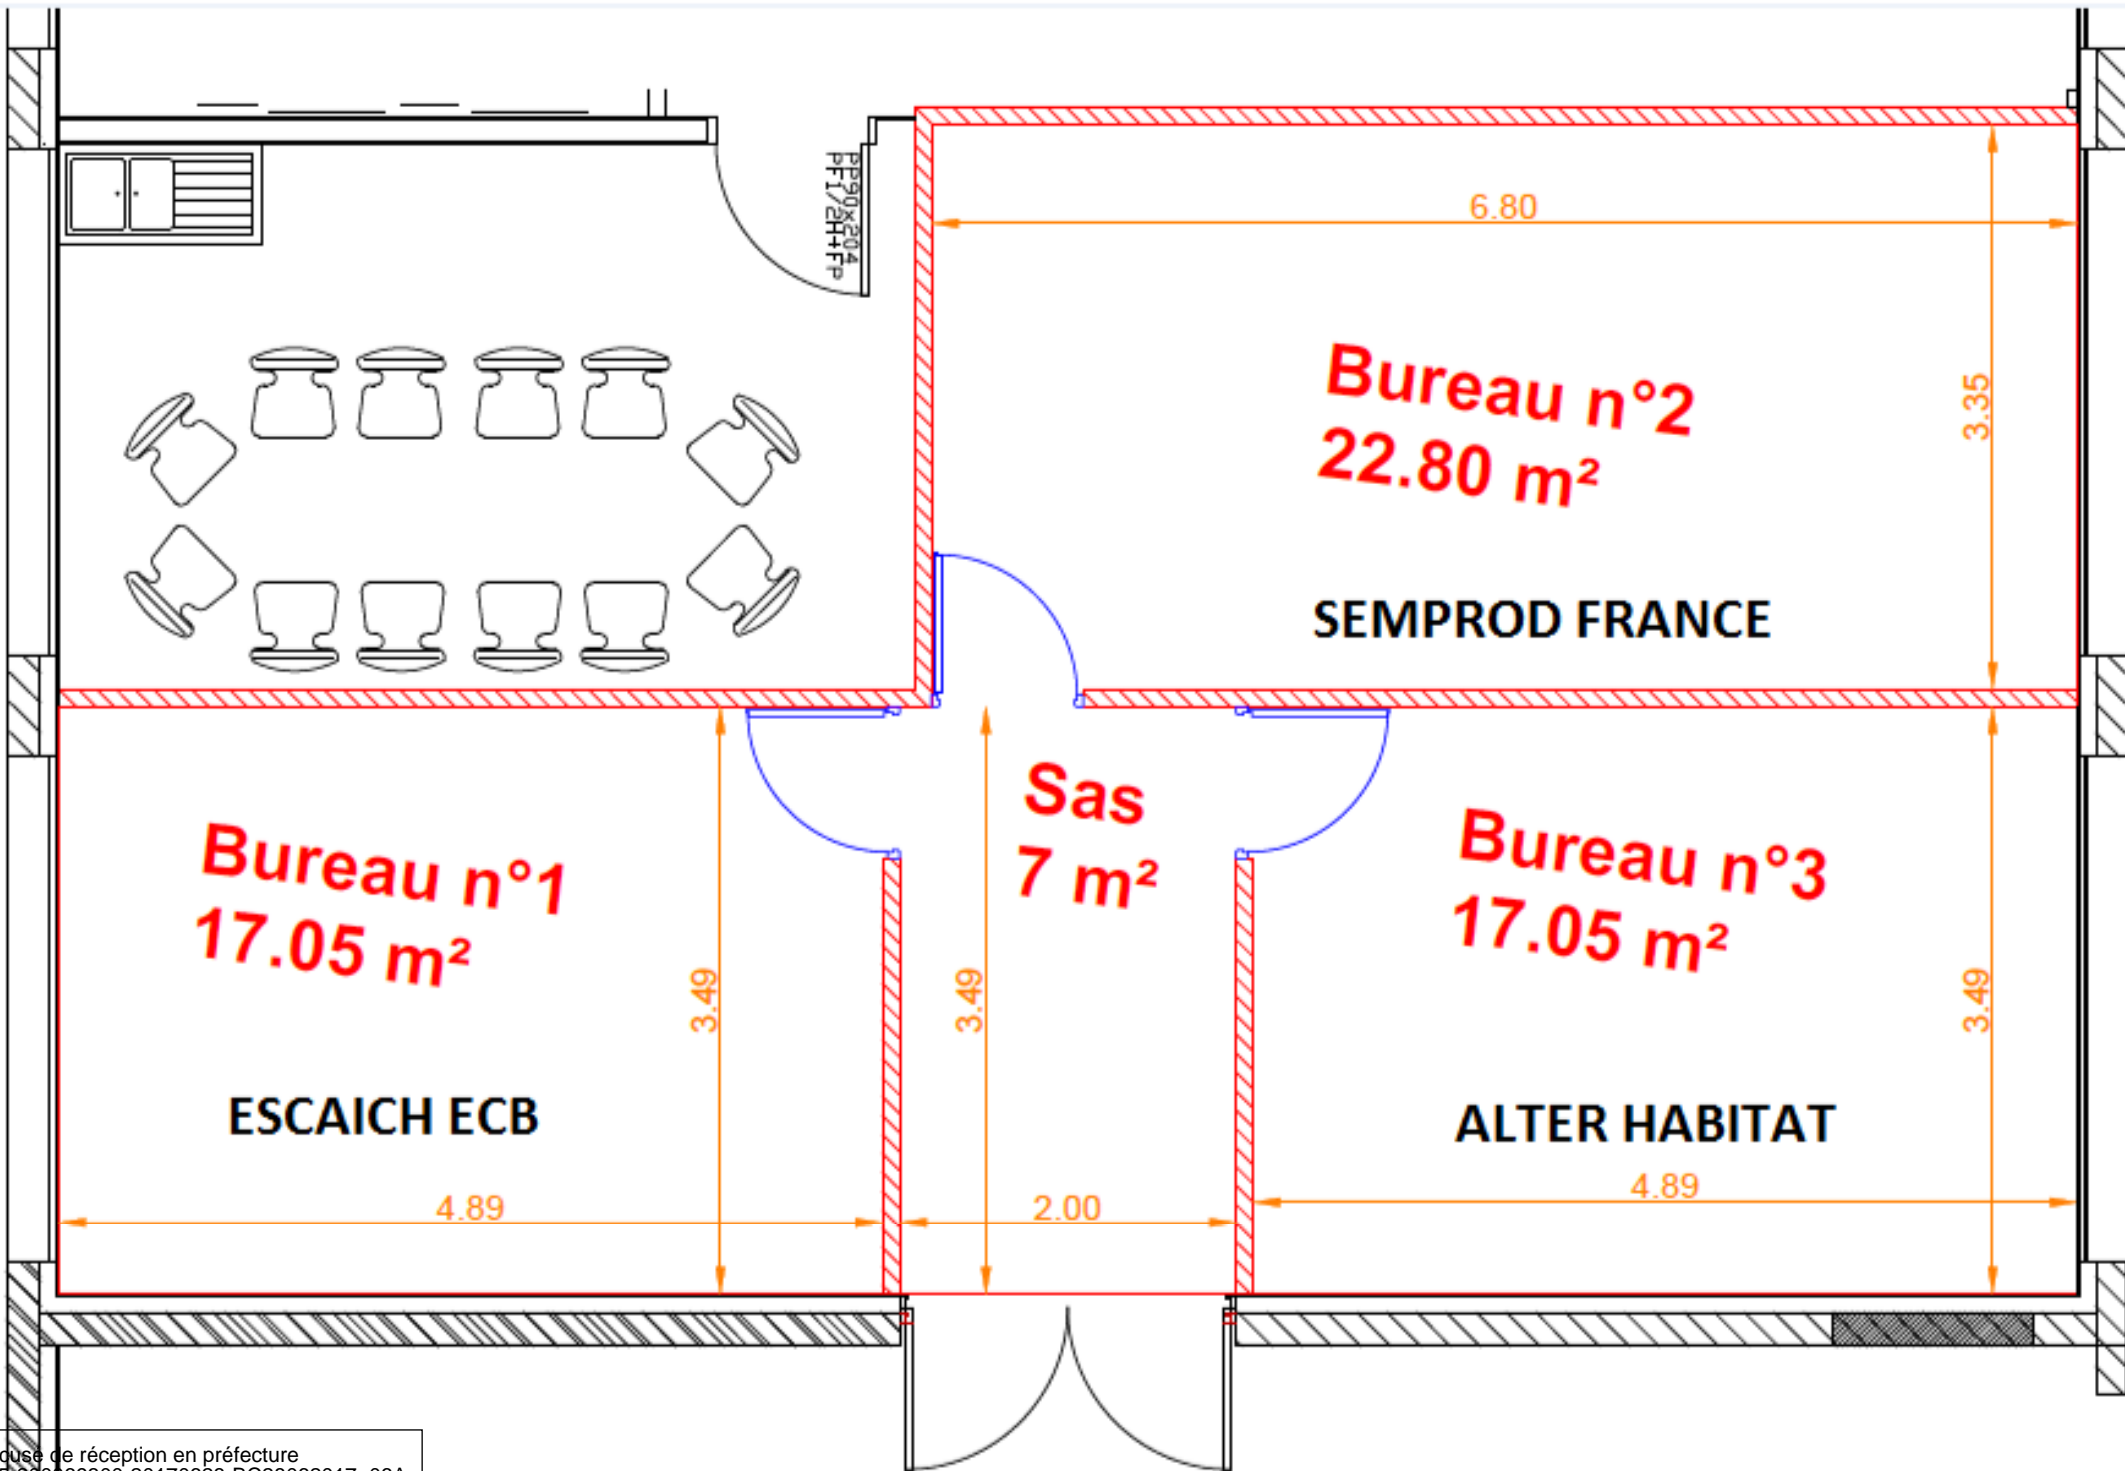 PP90x204
PF1/2H+FP
6.80
Bureau n°2
22.80 m²
3.35
SEMPROD FRANCE
Sas
7 m²
Bureau n°1
17.05 m²
Bureau n°3
17.05 m²
3.49
3.49
3.49
ESCAICH ECB
ALTER HABITAT
4.89
2.00
4.89
de réception en préfecture